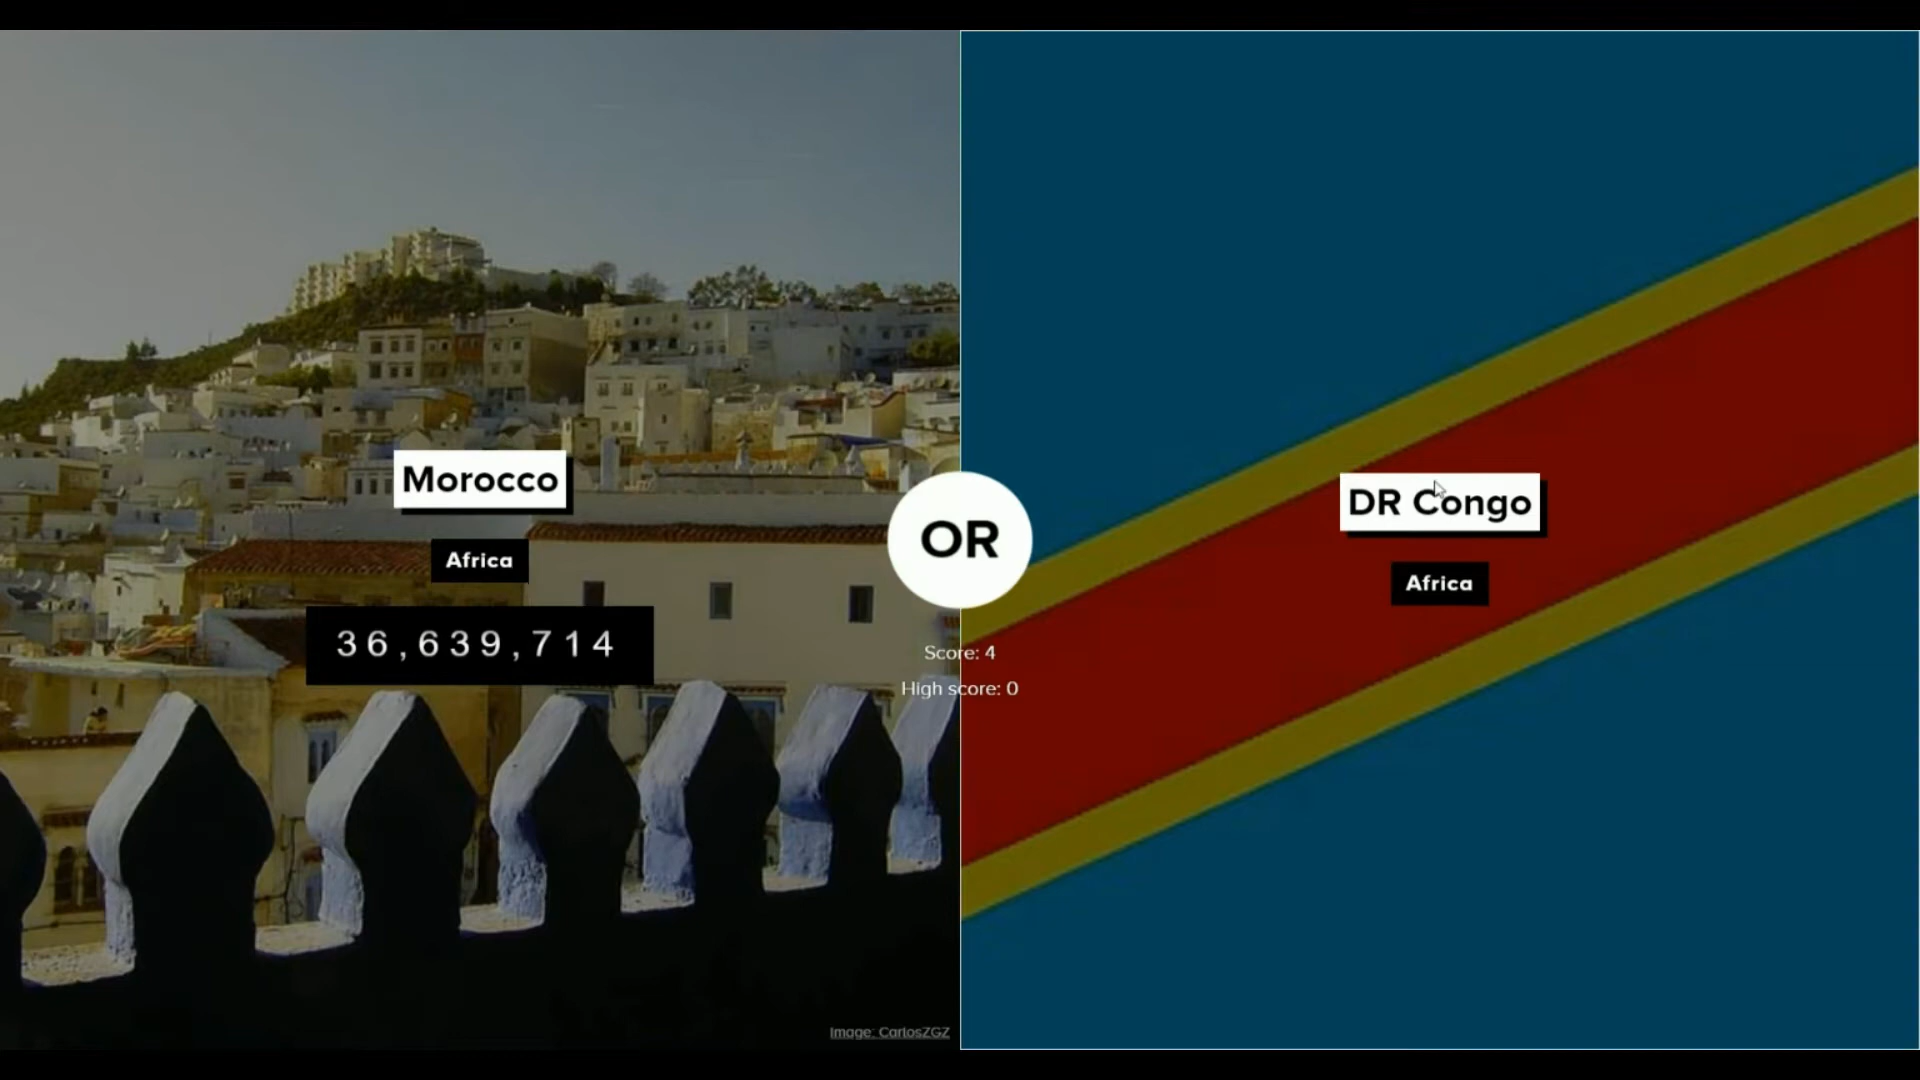 Morocco
Africa
36,639,714
OR
Score: 4
High score: 0
DR Congo
Africa
Image: CarlosZGZ